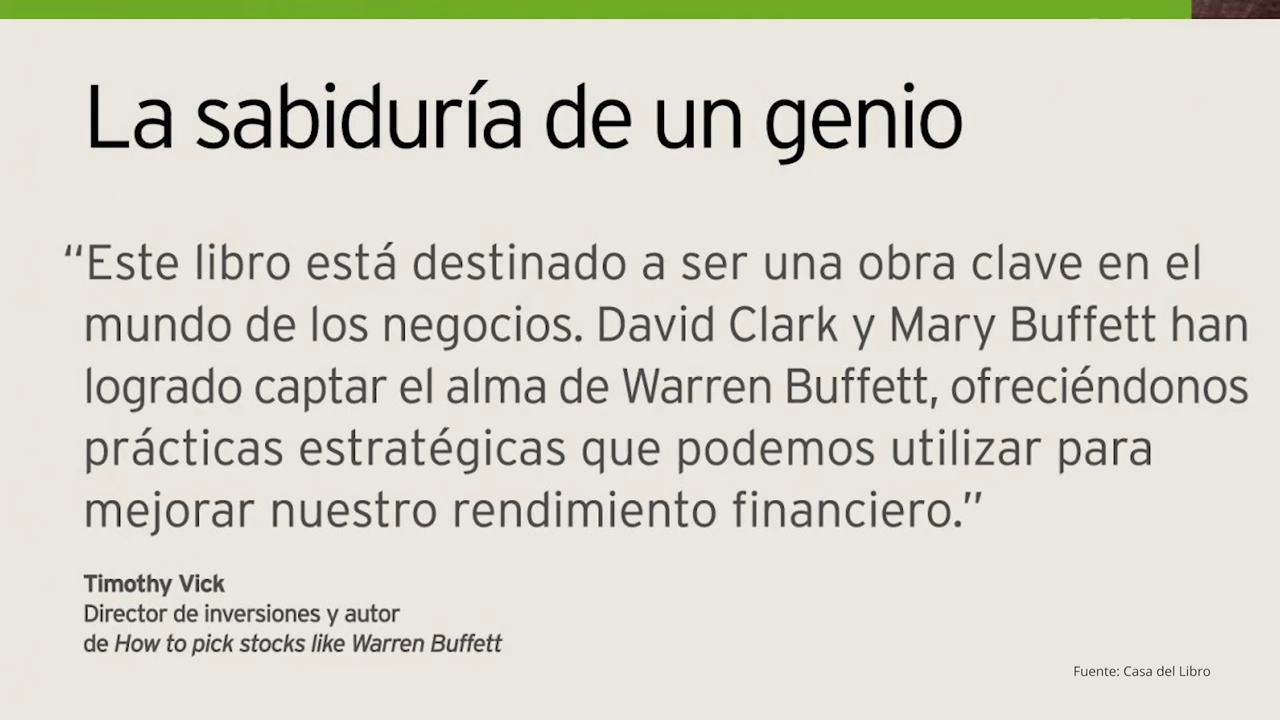 La sabiduría de un genio
“Este libro está destinado a ser una obra clave en el
mundo de los negocios. David Clark y Mary Buffett han
logrado captar el alma de Warren Buffett, ofreciéndonos
prácticas estratégicas que podemos utilizar para
mejorar nuestro rendimiento financiero.”
Timothy Vick
Director de inversiones y autor
de How to pick stocks like Warren Buffett
Fuente: Casa del Libro